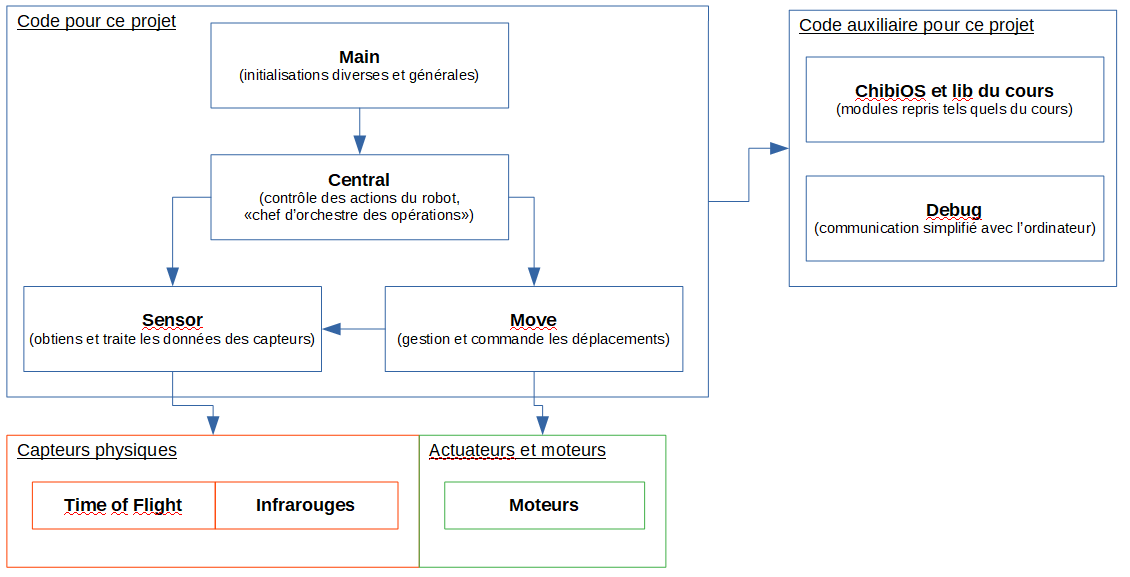 Code pour ce projet
Main
(initialisations diverses et générales)
Central
(contrôle des actions du robot,
«chef d'orchestre des opérations»)
Sensor
(obtiens et traite les données des capteurs)
Move
(gestion et commande les déplacements)
Code auxiliaire pour ce projet
ChibiOS et lib du cours
(modules repris tels quels du cours)
Debug
(communication simplifié avec l'ordinateur)
Capteurs physiques
Time of Flight
Infrarouges
Actuateurs et moteurs
Moteurs